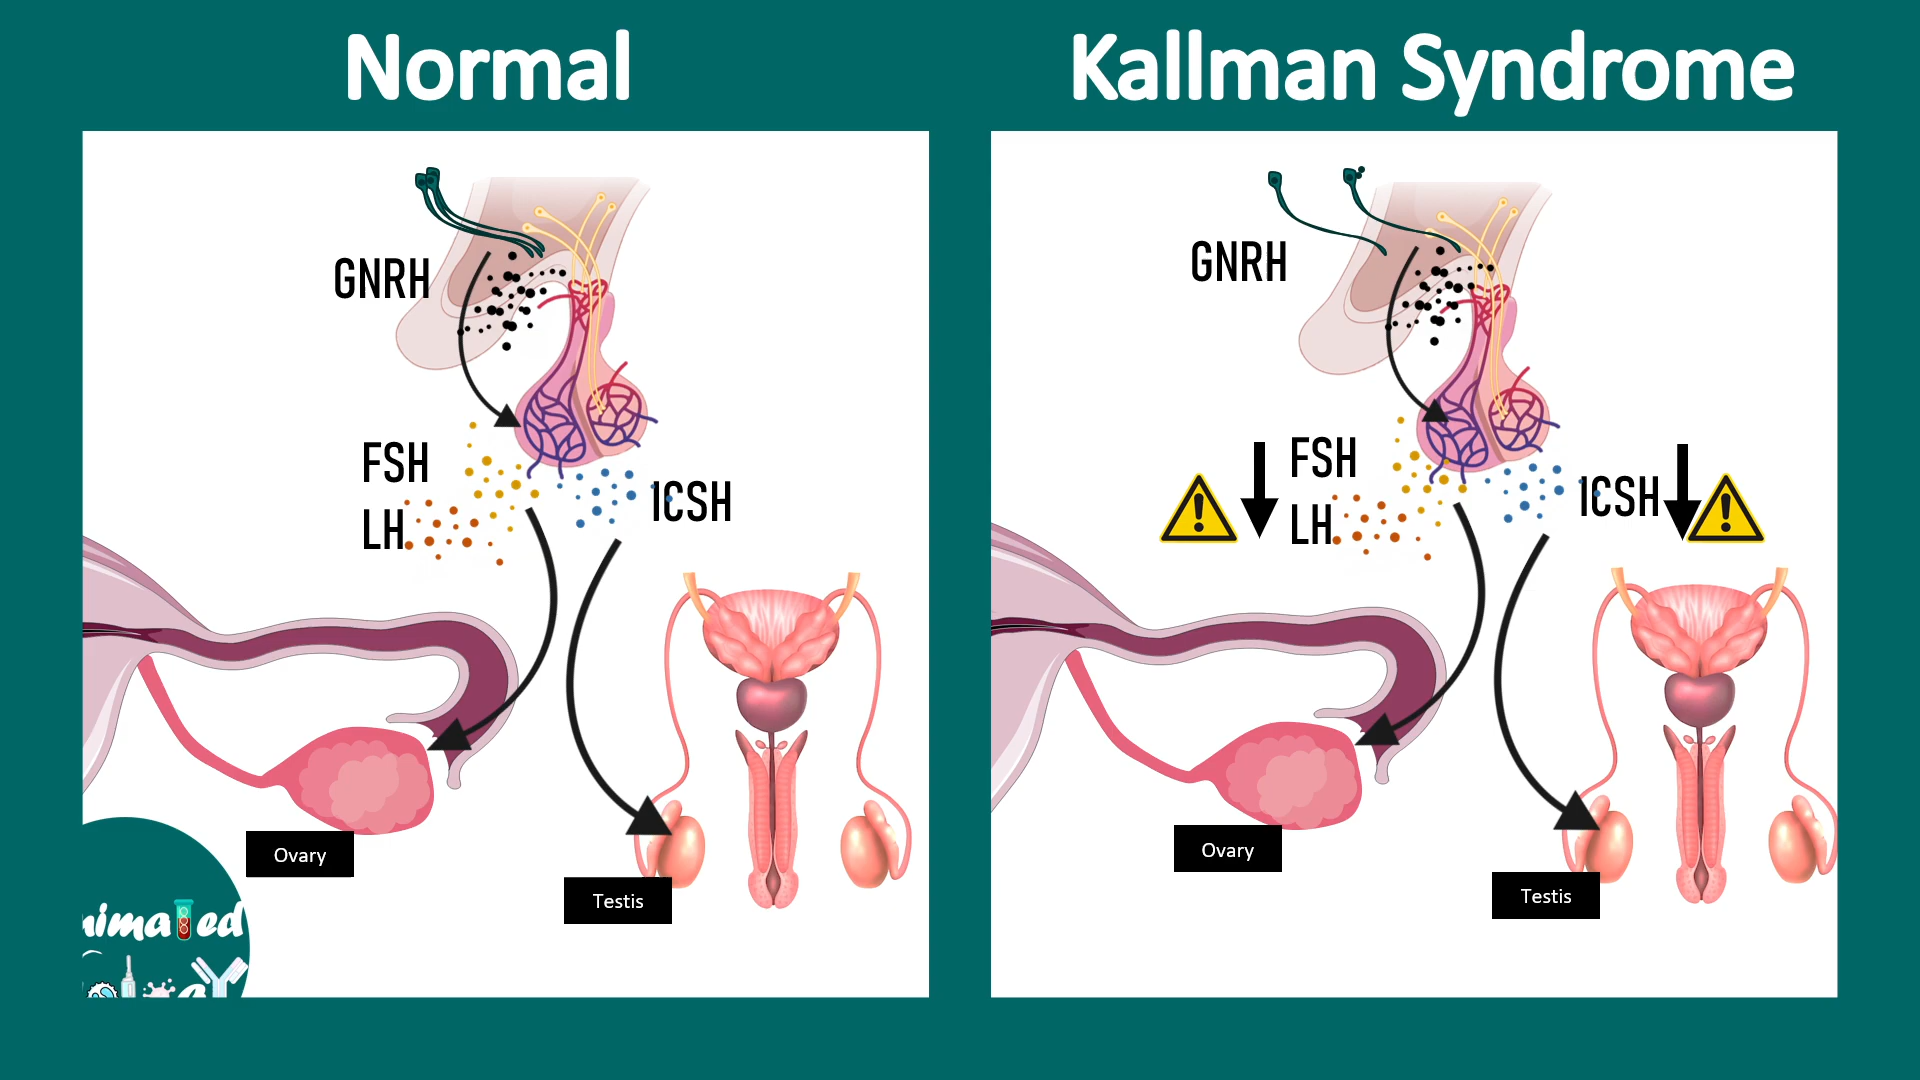 Normal
Kallman Syndrome
GNRH
FSH
LH
ICSH
Ovary
Testis
GNRH
FSH
LH
ICSH
Ovary
Testis